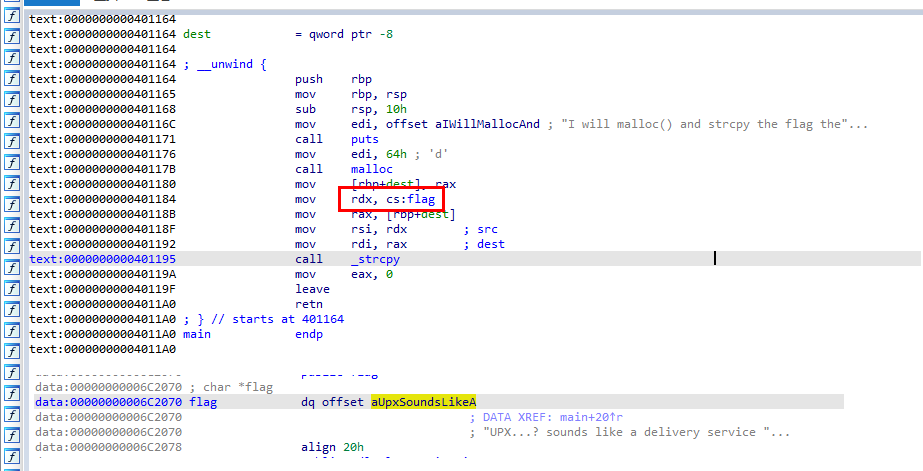 text:0000000000401164
text:0000000000401164 dest = qword ptr -8
text:0000000000401164
text:0000000000401164 ; __unwind {
text:0000000000401164 push rbp
text:0000000000401165 mov rbp, rsp
text:0000000000401168 sub rsp, 10h
text:000000000040116C mov edi, offset aIWillMallocAnd ; "I will malloc() and strcpy the flag the"...
text:0000000000401171 call puts
text:0000000000401176 mov edi, 64h ; 'd'
text:000000000040117B call malloc
text:0000000000401180 mov [rbp+dest], rax
text:0000000000401184 mov rdx, cs:flag
text:000000000040118B mov rax, [rbp+dest]
text:000000000040118F mov rsi, rdx ; src
text:0000000000401192 mov rdi, rax ; dest
text:0000000000401195 call _strcpy
text:000000000040119A mov eax, 0
text:000000000040119F leave
text:00000000004011A0 retn
text:00000000004011A0 ; } // starts at 401164
text:00000000004011A0 main endp
text:00000000004011A0
data:00000000006C2070 ; char *flag
data:00000000006C2070 flag dq offset aUpxSoundsLikeA
data:00000000006C2070 ; DATA XREF: main+20↑r
data:00000000006C2070 ; "UPX...? sounds like a delivery service "...
data:00000000006C2078 align 20h